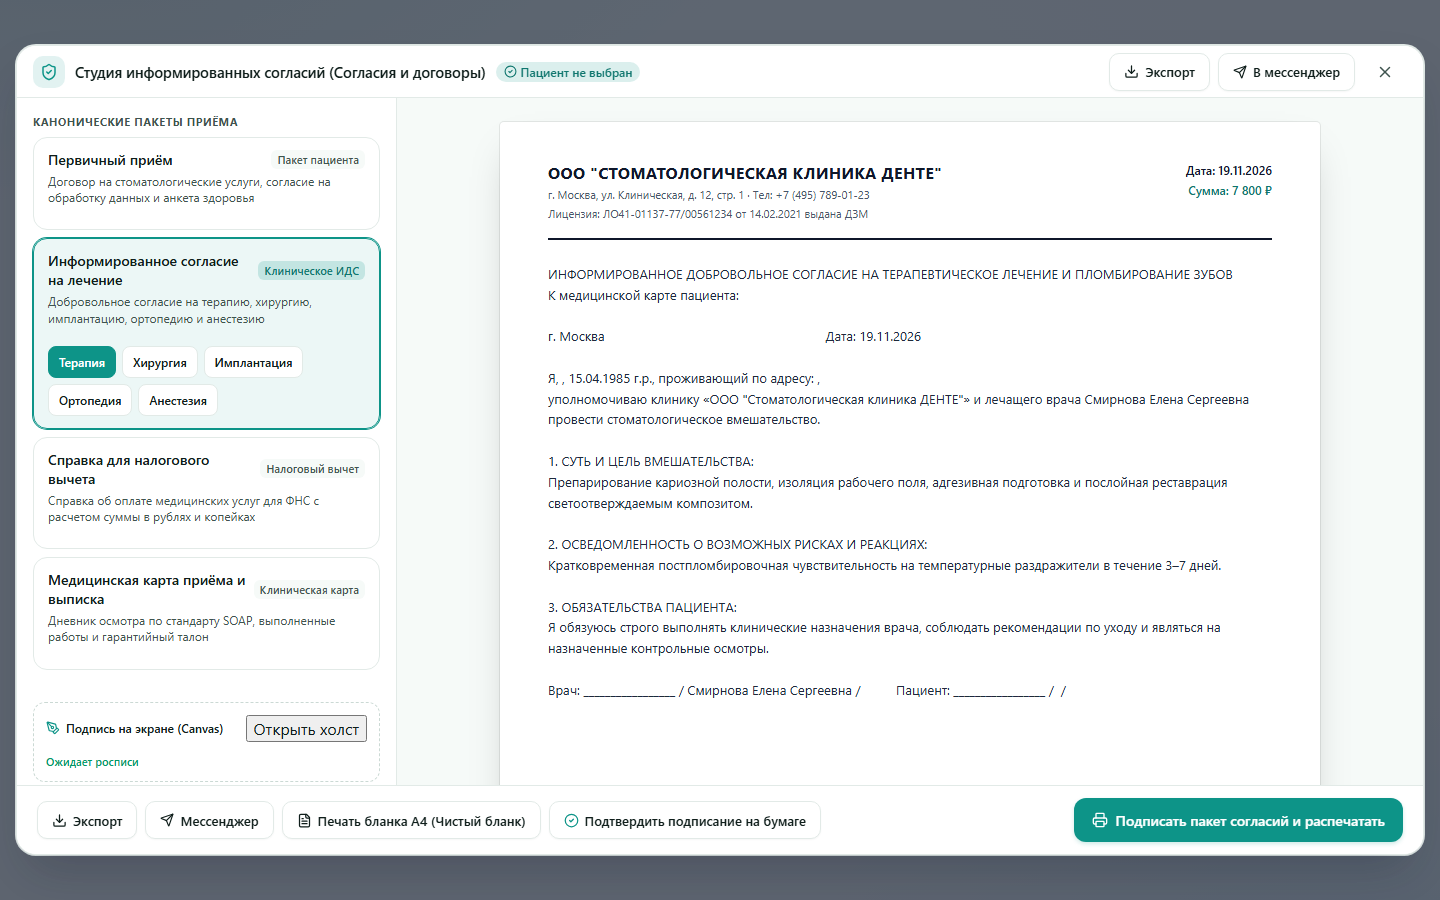 Студия информированных согласий (Согласия и договоры)
Пациент не выбран
Экспорт
В мессенджер
КАНОНИЧЕСКИЕ ПАКЕТЫ ПРИЁМА
Первичный приём
Пакет пациента
Договор на стоматологические услуги, согласие на
обработку данных и анкета здоровья
Информированное согласие
на лечение
Клиническое ИДС
Добровольное согласие на терапию, хирургию,
имплантацию, ортопедию и анестезию
Терапия
Хирургия
Имплантация
Ортопедия
Анестезия
Справка для налогового
вычета
Налоговый вычет
Справка об оплате медицинских услуг для ФНС с
расчетом суммы в рублях и копейках
Медицинская карта приёма и
выписка
Клиническая карта
Дневник осмотра по стандарту SOAP, выполненные
работы и гарантийный талон
Подпись на экране (Canvas)
Открыть холст
Ожидает росписи
ООО "СТОМАТОЛОГИЧЕСКАЯ КЛИНИКА ДЕНТЕ"
г. Москва, ул. Клиническая, д. 12, стр. 1 · Тел: +7 (495) 789-01-23
Лицензия: ЛО41-01137-77/00561234 от 14.02.2021 выдана ДЗМ
Дата: 19.11.2026
Сумма: 7 800 ₽
ИНФОРМИРОВАННОЕ ДОБРОВОЛЬНОЕ СОГЛАСИЕ НА ТЕРАПЕВТИЧЕСКОЕ ЛЕЧЕНИЕ И ПЛОМБИРОВАНИЕ ЗУБОВ
К медицинской карте пациента:
г. Москва Дата: 19.11.2026
Я, , 15.04.1985 г.р., проживающий по адресу: ,
уполномочиваю клинику «ООО "Стоматологическая клиника ДЕНТЕ"» и лечащего врача Смирнова Елена Сергеевна
провести стоматологическое вмешательство.
1. СУТЬ И ЦЕЛЬ ВМЕШАТЕЛЬСТВА:
Препарирование кариозной полости, изоляция рабочего поля, адгезивная подготовка и послойная реставрация
светоотверждаемым композитом.
2. ОСВЕДОМЛЕННОСТЬ О ВОЗМОЖНЫХ РИСКАХ И РЕАКЦИЯХ:
Кратковременная постпломбировочная чувствительность на температурные раздражители в течение 3–7 дней.
3. ОБЯЗАТЕЛЬСТВА ПАЦИЕНТА:
Я обязуюсь строго выполнять клинические назначения врача, соблюдать рекомендации по уходу и являться на
назначенные контрольные осмотры.
Врач: ________________ / Смирнова Елена Сергеевна / Пациент: ________________ / /
Экспорт
Мессенджер
Печать бланка А4 (Чистый бланк)
Подтвердить подписание на бумаге
Подписать пакет согласий и распечатать